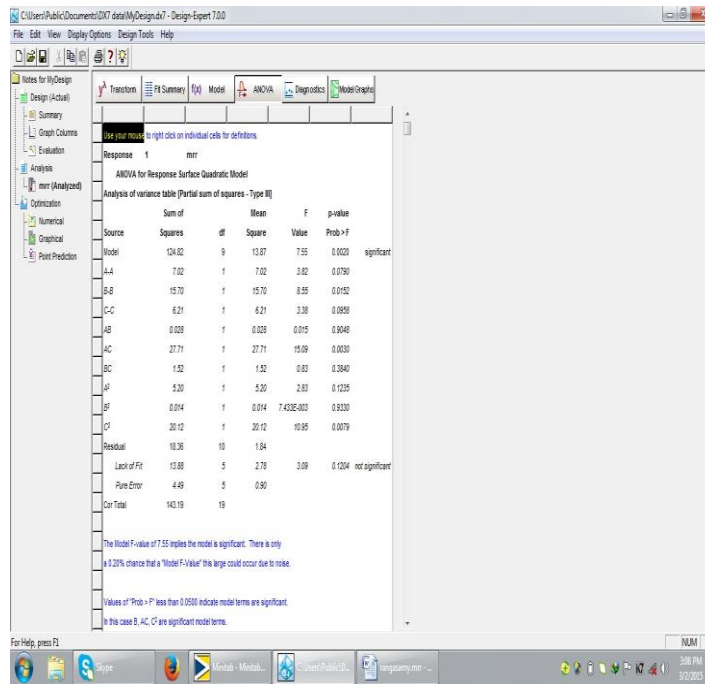 C:\Users\Public\Documents\DX7 data\MyDesign.dx7 - Design-Expert 7.0.0
File Edit View Display Options Design Tools Help
Notes for MyDesign
Design (Actual)
Summary
Graph Columns
Evaluation
Analysis
mrr (Analyzed)
Optimization
Numerical
Graphical
Point Prediction
yλ Transform Fit Summary f(x) Model ANOVA Diagnostics Model Graphs
Use your mouse to right click on individual cells for definitions.
Response 1 mrr
ANOVA for Response Surface Quadratic Model
Analysis of variance table [Partial sum of squares - Type III]
Sum of Mean F p-value
Source Squares df Square Value Prob > F
Model 124.82 9 13.87 7.55 0.0020 significant
A-A 7.02 1 7.02 3.82 0.0790
B-B 15.70 1 15.70 8.55 0.0152
C-C 6.21 1 6.21 3.38 0.0958
AB 0.028 1 0.028 0.015 0.9048
AC 27.71 1 27.71 15.09 0.0030
BC 1.52 1 1.52 0.83 0.3840
A² 5.20 1 5.20 2.83 0.1235
B² 0.014 1 0.014 7.433E-003 0.9330
C² 20.12 1 20.12 10.95 0.0079
Residual 18.36 10 1.84
Lack of Fit 13.88 5 2.78 3.09 0.1204 not significant
Pure Error 4.49 5 0.90
Cor Total 143.19 19
The Model F-value of 7.55 implies the model is significant. There is only
a 0.20% chance that a "Model F-Value" this large could occur due to noise.
Values of "Prob > F" less than 0.0500 indicate model terms are significant.
In this case B, AC, C² are significant model terms.
For Help, press F1 NUM
Skype Minitab - Minitab... C:\Users\Public\D... rangasamy.mrr - ...
3:08 PM
3/2/2015